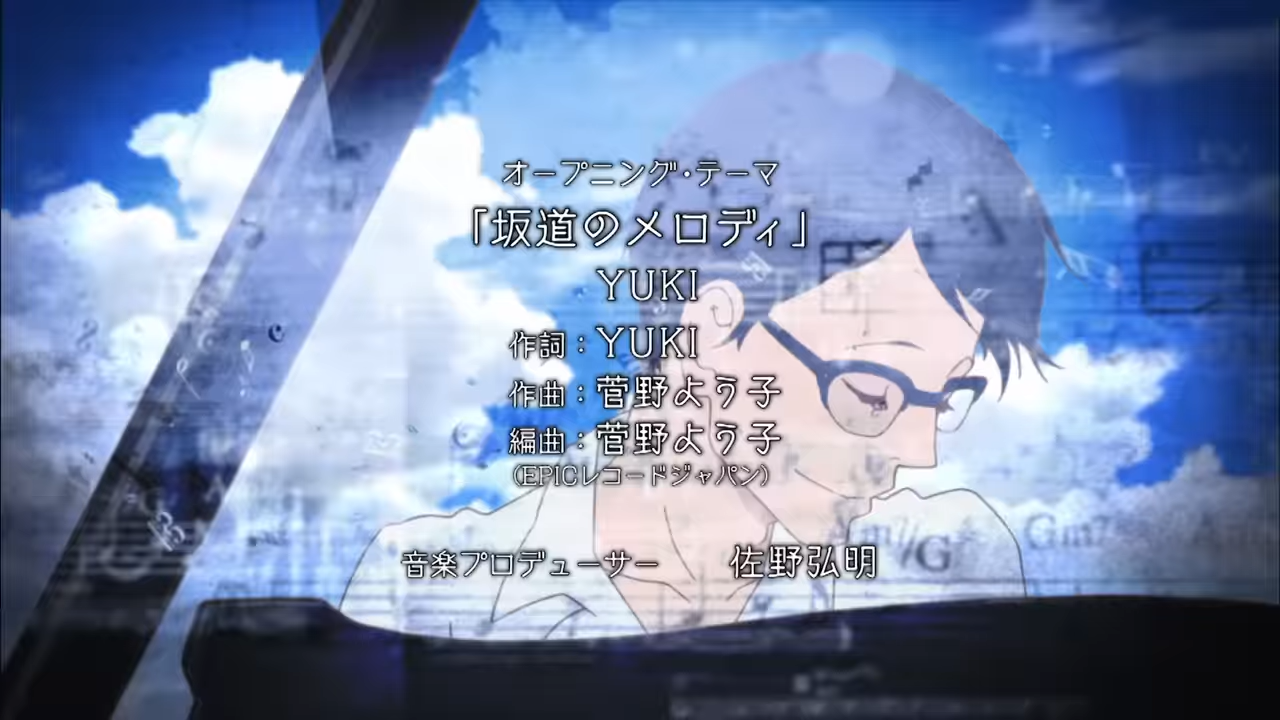 オープニング・テーマ
「坂道のメロディ」
YUKI
作詞：YUKI
作曲：菅野よう子
編曲：菅野よう子
(EPICレコードジャパン)
音楽プロデューサー　佐野弘明
Gm7